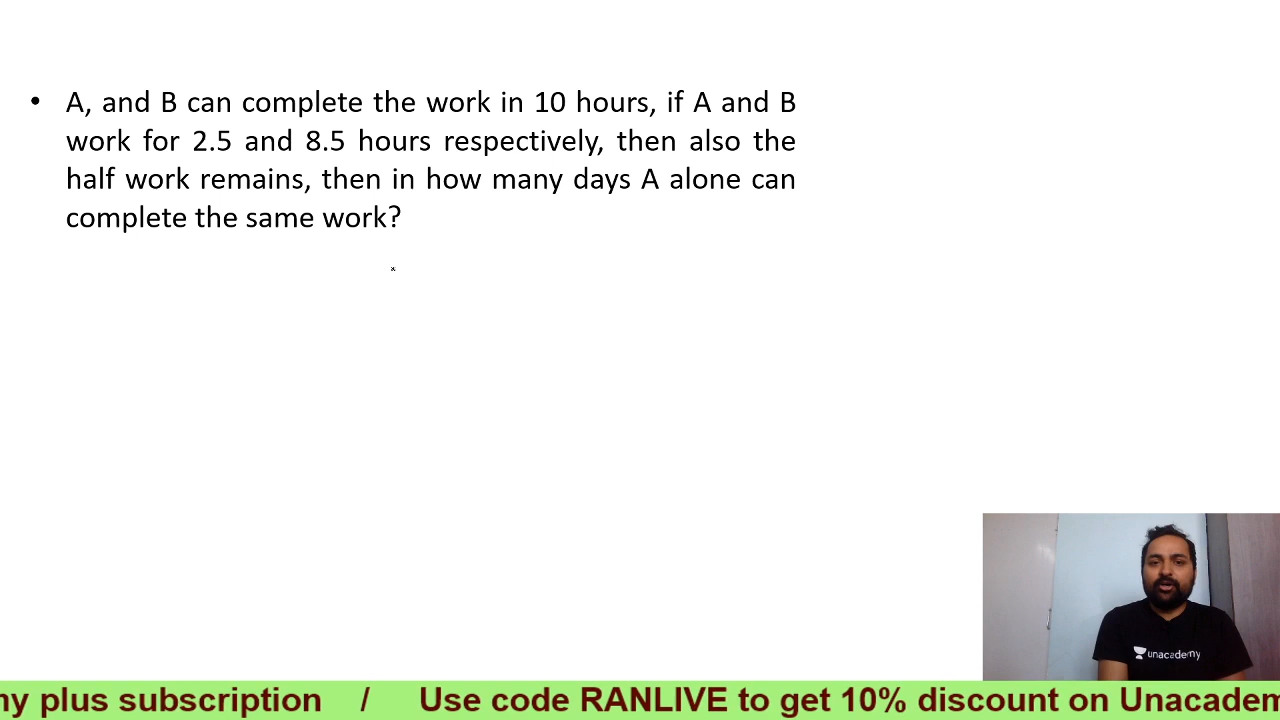 • A, and B can complete the work in 10 hours, if A and B
work for 2.5 and 8.5 hours respectively, then also the
half work remains, then in how many days A alone can
complete the same work?
unacademy
ny plus subscription / Use code RANLIVE to get 10% discount on Unacadem